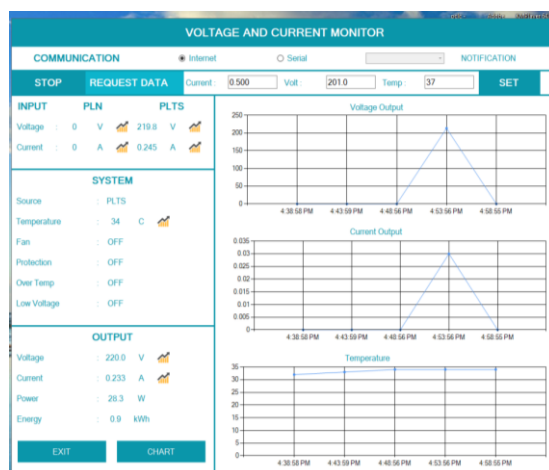 VOLTAGE AND CURRENT MONITOR
COMMUNICATION Internet Serial NOTIFICATION
STOP REQUEST DATA Current : 0.500 Volt : 201.0 Temp : 37 SET
INPUT PLN PLTS
Voltage : 0 V 219.8 V
Current : 0 A 0.245 A
SYSTEM
Source : PLTS
Temperature : 34 C
Fan : OFF
Protection : OFF
Over Temp : OFF
Low Voltage : OFF
OUTPUT
Voltage : 220.0 V
Current : 0.233 A
Power : 28.3 W
Energy : 0.9 kWh
EXIT CHART
Voltage Output
250
200
150
100
50
0
4:38:58 PM 4:43:59 PM 4:48:56 PM 4:53:56 PM 4:58:55 PM
Current Output
0.035
0.03
0.025
0.02
0.015
0.01
0.005
0
4:38:58 PM 4:43:59 PM 4:48:56 PM 4:53:56 PM 4:58:55 PM
Temperature
35
30
25
20
15
10
5
0
4:38:58 PM 4:43:59 PM 4:48:56 PM 4:53:56 PM 4:58:55 PM